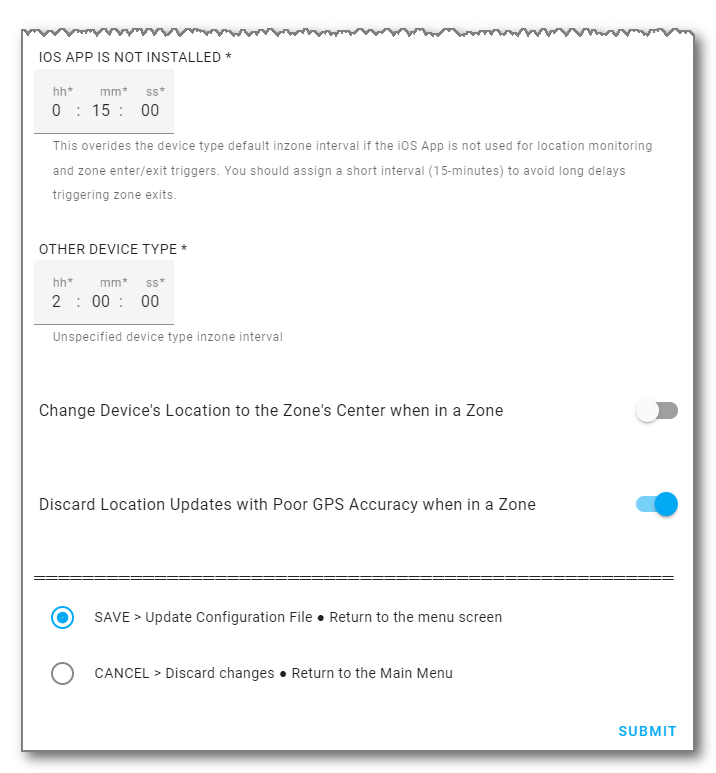 IOS APP IS NOT INSTALLED *
hh* mm* ss*
0 : 15 : 00
This overides the device type default inzone interval if the iOS App is not used for location monitoring
and zone enter/exit triggers. You should assign a short interval (15-minutes) to avoid long delays
triggering zone exits.
OTHER DEVICE TYPE *
hh* mm* ss*
2 : 00 : 00
Unspecified device type inzone interval
Change Device's Location to the Zone's Center when in a Zone
Discard Location Updates with Poor GPS Accuracy when in a Zone
SAVE > Update Configuration File ● Return to the menu screen
CANCEL > Discard changes ● Return to the Main Menu
SUBMIT